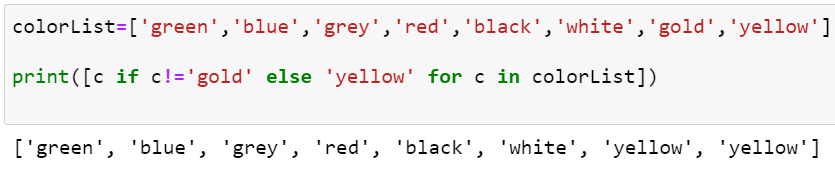 colorList=['green','blue','grey','red','black','white','gold','yellow']
print([c if c!='gold' else 'yellow' for c in colorList])
['green', 'blue', 'grey', 'red', 'black', 'white', 'yellow', 'yellow']